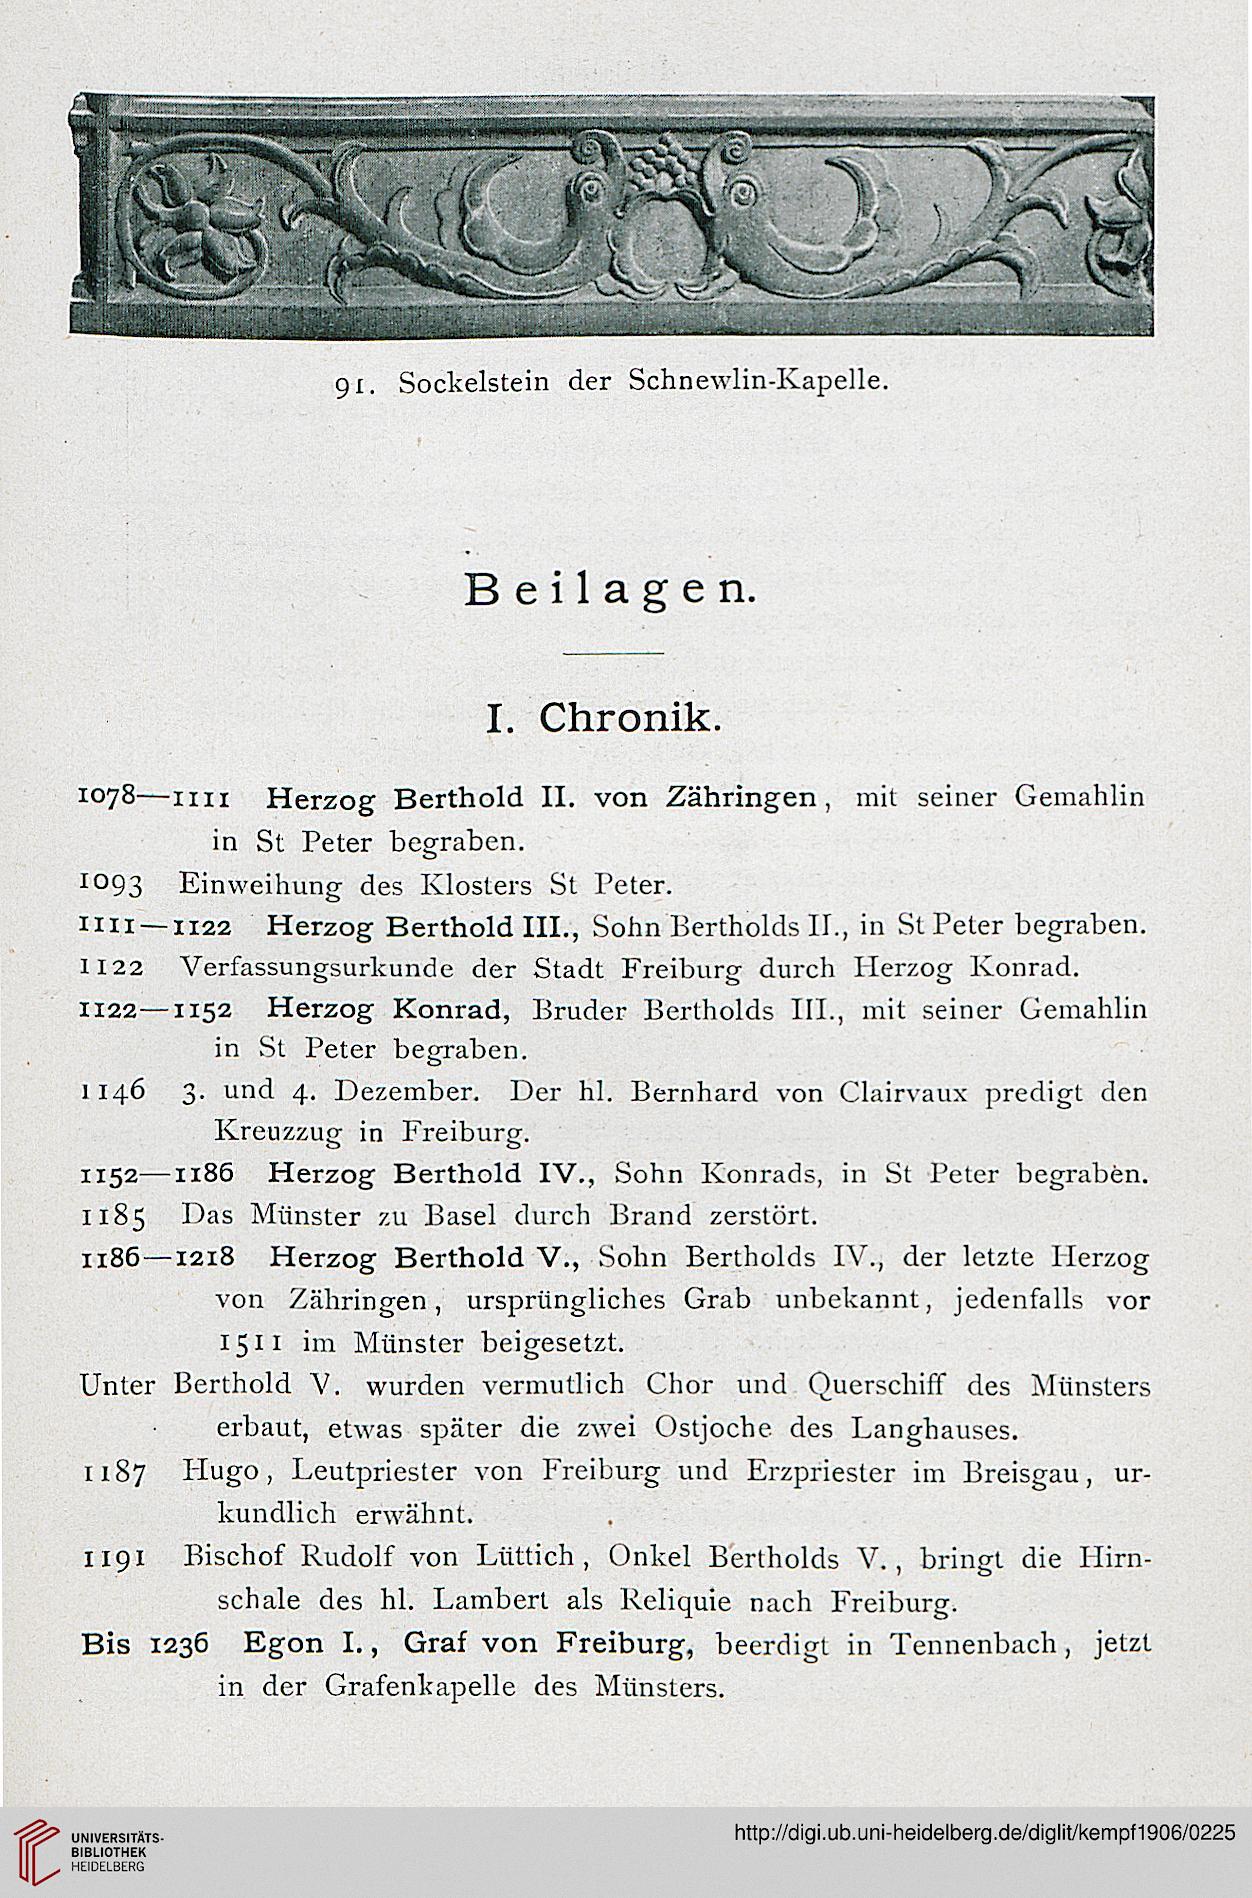 91. Sockelstein der Schnewlin-Kapelle.
Beilagen.
I. Chronik.
1078—1111 Herzog Berthold II. von Zähringen, mit seiner Gemahlin
in St Peter begraben.
1093 Einweihung des Klosters St Peter.
1111—1122 Herzog Berthold III., Sohn Bertholds II., in St Peter begraben.
1122 Verfassungsurkunde der Stadt Freiburg durch Herzog Konrad.
1122—1152 Herzog Konrad, Bruder Bertholds III., mit seiner Gemahlin
in St Peter begraben.
1146 3. und 4. Dezember. Der hl. Bernhard von Clairvaux predigt den
Kreuzzug in Freiburg.
1152—1186 Herzog Berthold IV., Sohn Konrads, in St Peter begraben.
1185 Das Münster zu Basel durch Brand zerstört.
1186—1218 Herzog Berthold V., Sohn Bertholds IV., der letzte Herzog
von Zähringen, ursprüngliches Grab unbekannt, jedenfalls vor
1511 im Münster beigesetzt.
Unter Berthold V. wurden vermutlich Chor und Querschiff des Münsters
erbaut, etwas später die zwei Ostjoche des Langhauses.
1187 Hugo, Leutpriester von Freiburg und Erzpriester im Breisgau, ur-
kundlich erwähnt.
1191 Bischof Rudolf von Lüttich, Onkel Bertholds V., bringt die Hirn-
schale des hl. Lambert als Reliquie nach Freiburg.
Bis 1236 Egon I., Graf von Freiburg, beerdigt in Tennenbach, jetzt
in der Grafenkapelle des Münsters.
UNIVERSITÄTS-
BIBLIOTHEK
HEIDELBERG
http://digi.ub.uni-heidelberg.de/diglit/kempf1906/0225